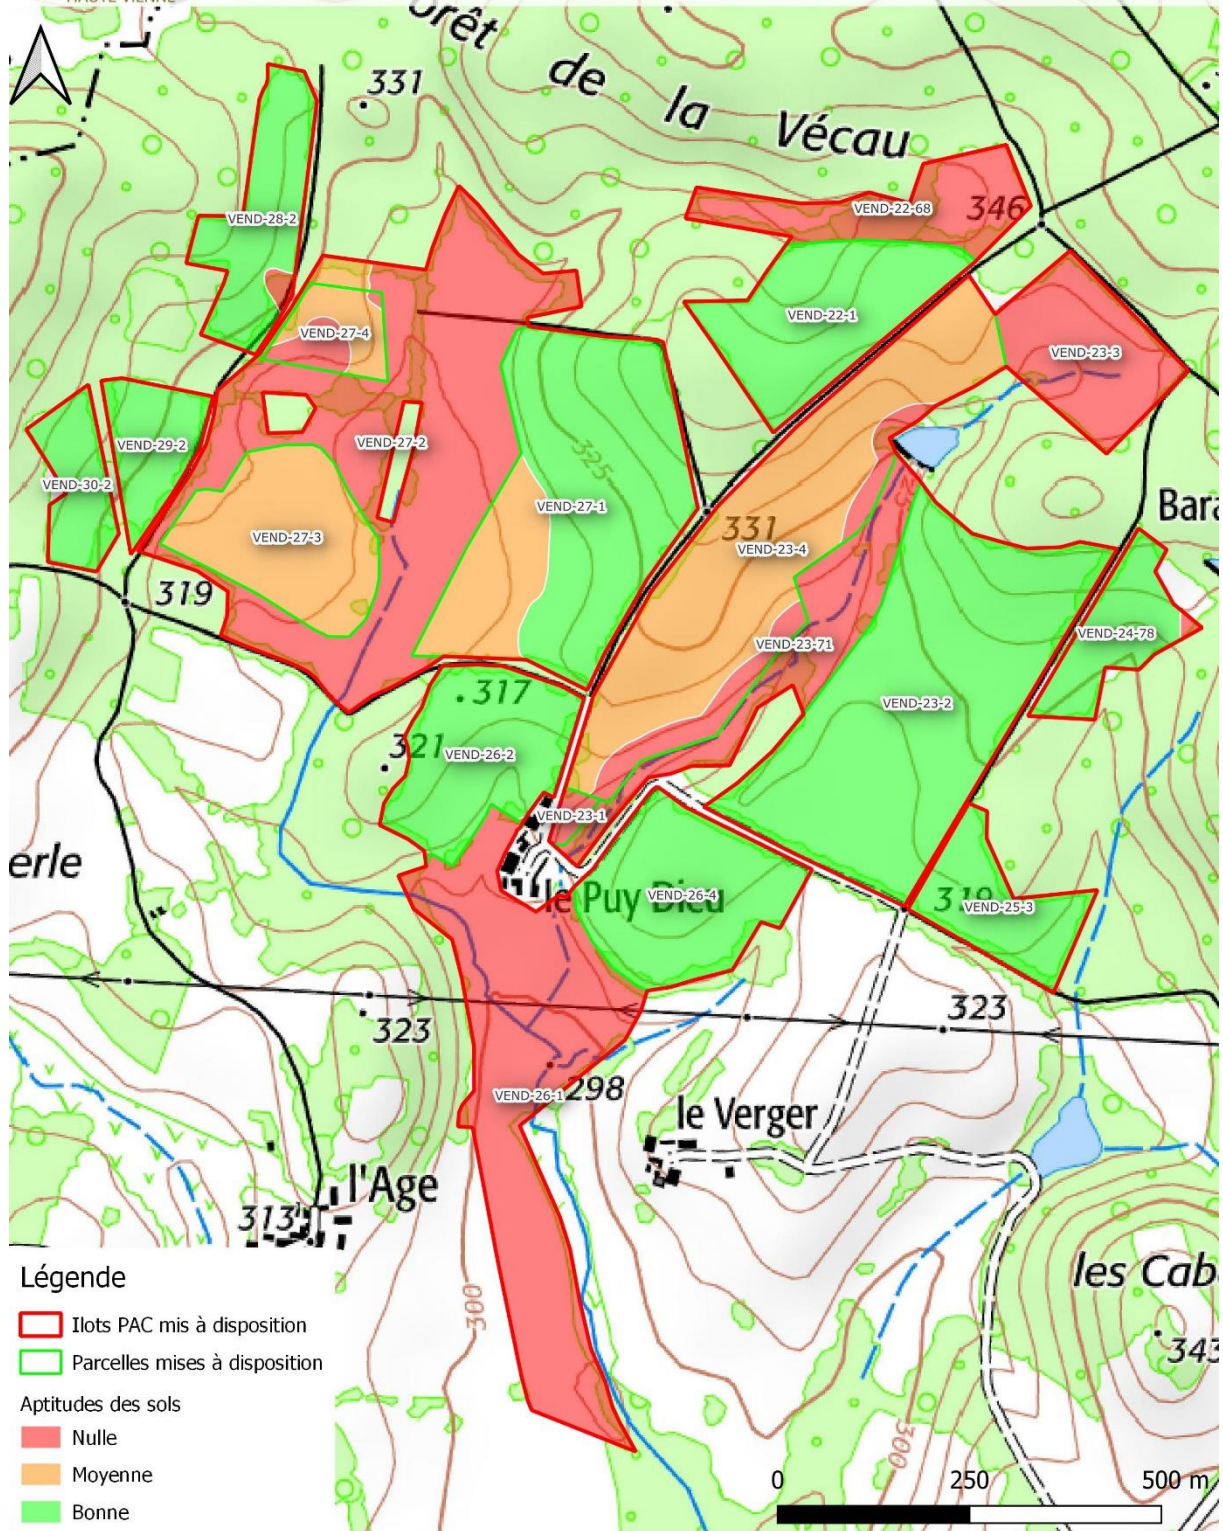 HAUTE-VIENNE
orêt
de
la
Vécau
331
VEND-28-2
VEND-22-68
346
VEND-27-4
VEND-22-1
VEND-23-3
VEND-29-2
VEND-27-2
325
VEND-30-2
VEND-27-1
Bara
VEND-27-3
331
VEND-23-4
319
VEND-24-78
VEND-23-71
317
VEND-23-2
321
VEND-26-2
VEND-23-1
erle
le Puy Dieu
VEND-26-4
319
VEND-25-3
323
323
298
VEND-26-1
le Verger
l'Age
313
les Cab
300
343
300
Légende
Ilots PAC mis à disposition
Parcelles mises à disposition
Aptitudes des sols
Nulle
Moyenne
Bonne
0 250 500 m